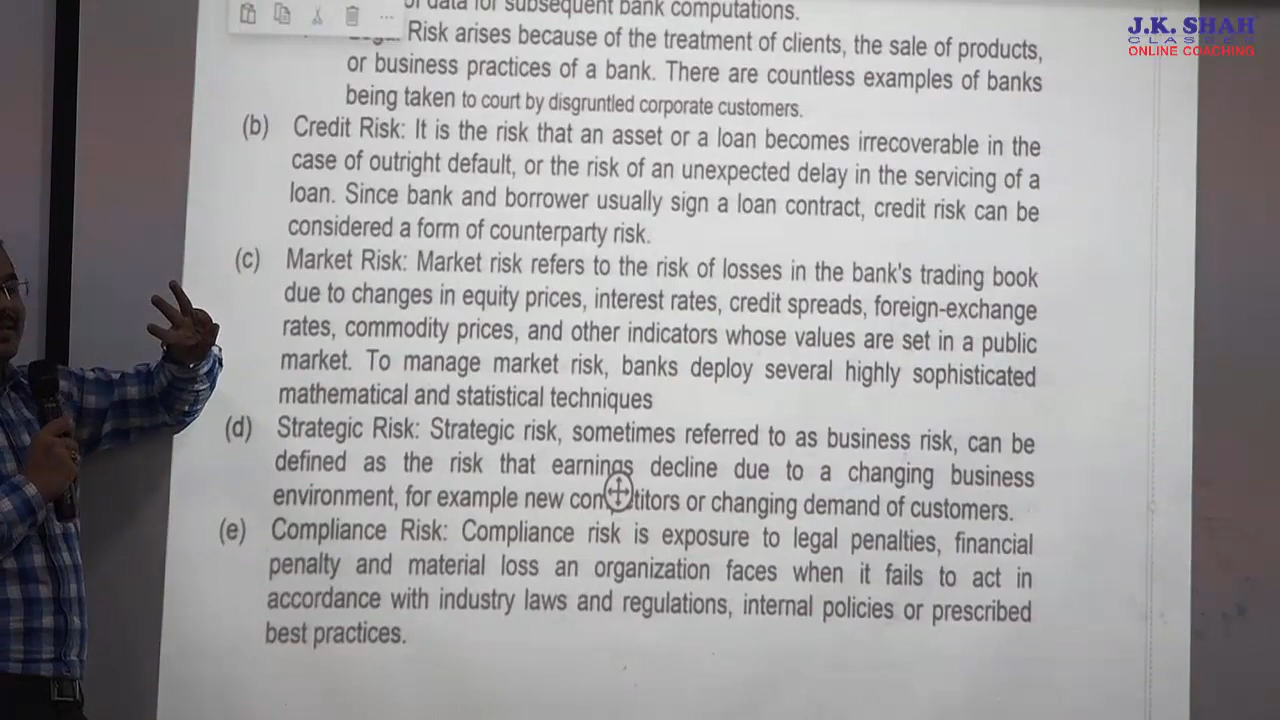 of data for subsequent bank computations.
Risk arises because of the treatment of clients, the sale of products,
or business practices of a bank. There are countless examples of banks
being taken to court by disgruntled corporate customers.
(b) Credit Risk: It is the risk that an asset or a loan becomes irrecoverable in the
case of outright default, or the risk of an unexpected delay in the servicing of a
loan. Since bank and borrower usually sign a loan contract, credit risk can be
considered a form of counterparty risk.
(c) Market Risk: Market risk refers to the risk of losses in the bank's trading book
due to changes in equity prices, interest rates, credit spreads, foreign-exchange
rates, commodity prices, and other indicators whose values are set in a public
market. To manage market risk, banks deploy several highly sophisticated
mathematical and statistical techniques
(d) Strategic Risk: Strategic risk, sometimes referred to as business risk, can be
defined as the risk that earnings decline due to a changing business
environment, for example new or changing demand of customers.
(e) Compliance Risk: Compliance risk is exposure to legal penalties, financial
penalty and material loss an organization faces when it fails to act in
accordance with industry laws and regulations, internal policies or prescribed
best practices.
J.K. SHAH
CLASSES
ONLINE COACHING